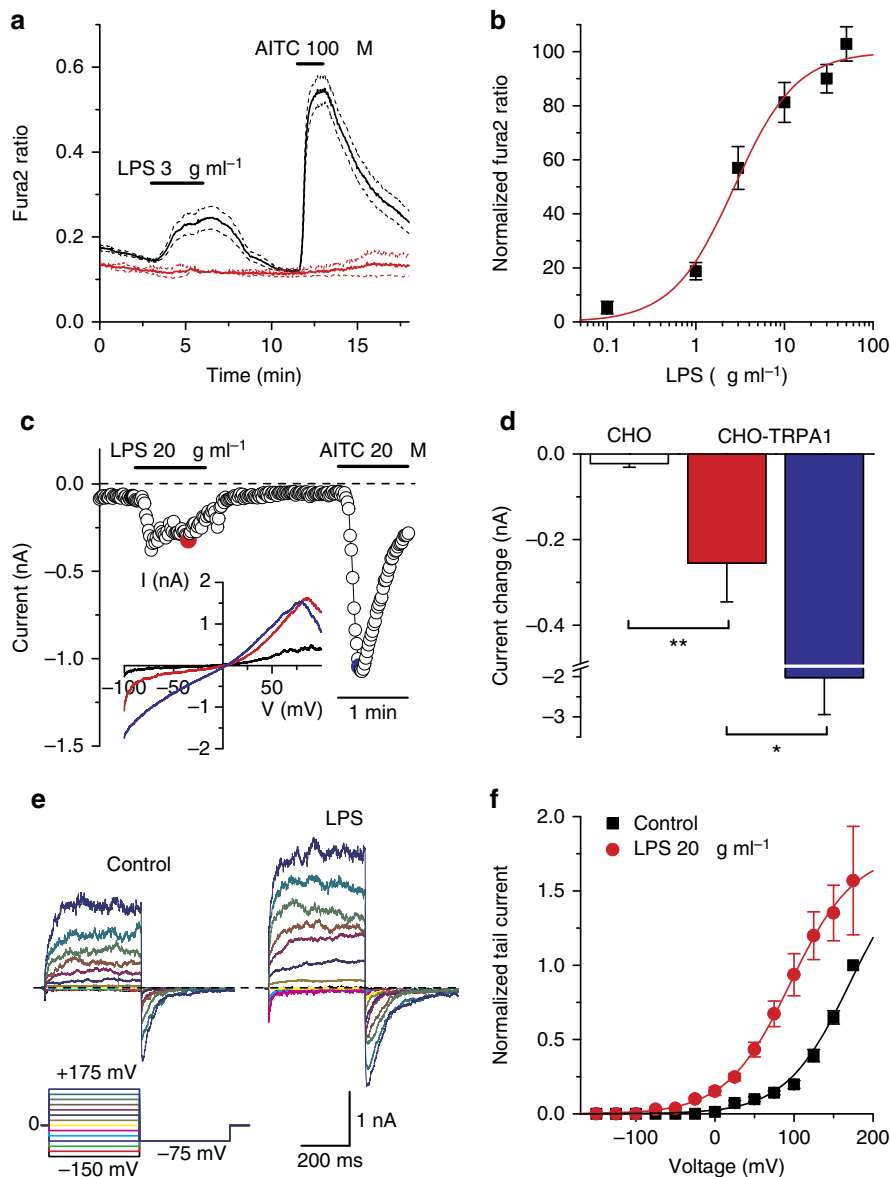 a
AITC 100 M
0.6
LPS 3 g ml–1
0.4
0.2
0.0
Fura2 ratio
0 5 10 15
Time (min)
b
100
80
60
40
20
0
Normalized fura2 ratio
0.1 1 10 100
LPS ( g ml–1)
c
LPS 20 g ml–1
AITC 20 M
0.0
–0.5
–1.0
–1.5
Current (nA)
I (nA)
2
1
–100 –50 50
–1
–2
V (mV)
1 min
d
CHO CHO-TRPA1
0.0
–0.2
–0.4
–2
–3
Current change (nA)
**
*
e
Control
LPS
+175 mV
0
–75 mV
–150 mV
1 nA
200 ms
f
2.0
1.5
1.0
0.5
0.0
Normalized tail current
Control
LPS 20 g ml–1
–100 0 100 200
Voltage (mV)